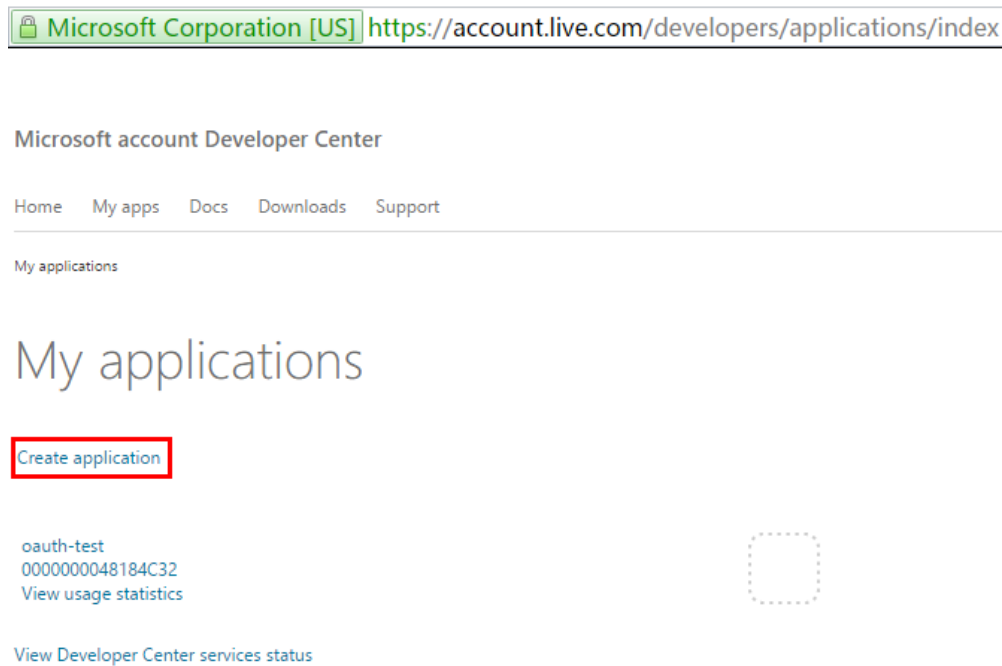 Microsoft Corporation [US] https://account.live.com/developers/applications/index
Microsoft account Developer Center
Home My apps Docs Downloads Support
My applications
My applications
Create application
oauth-test
0000000048184C32
View usage statistics
View Developer Center services status